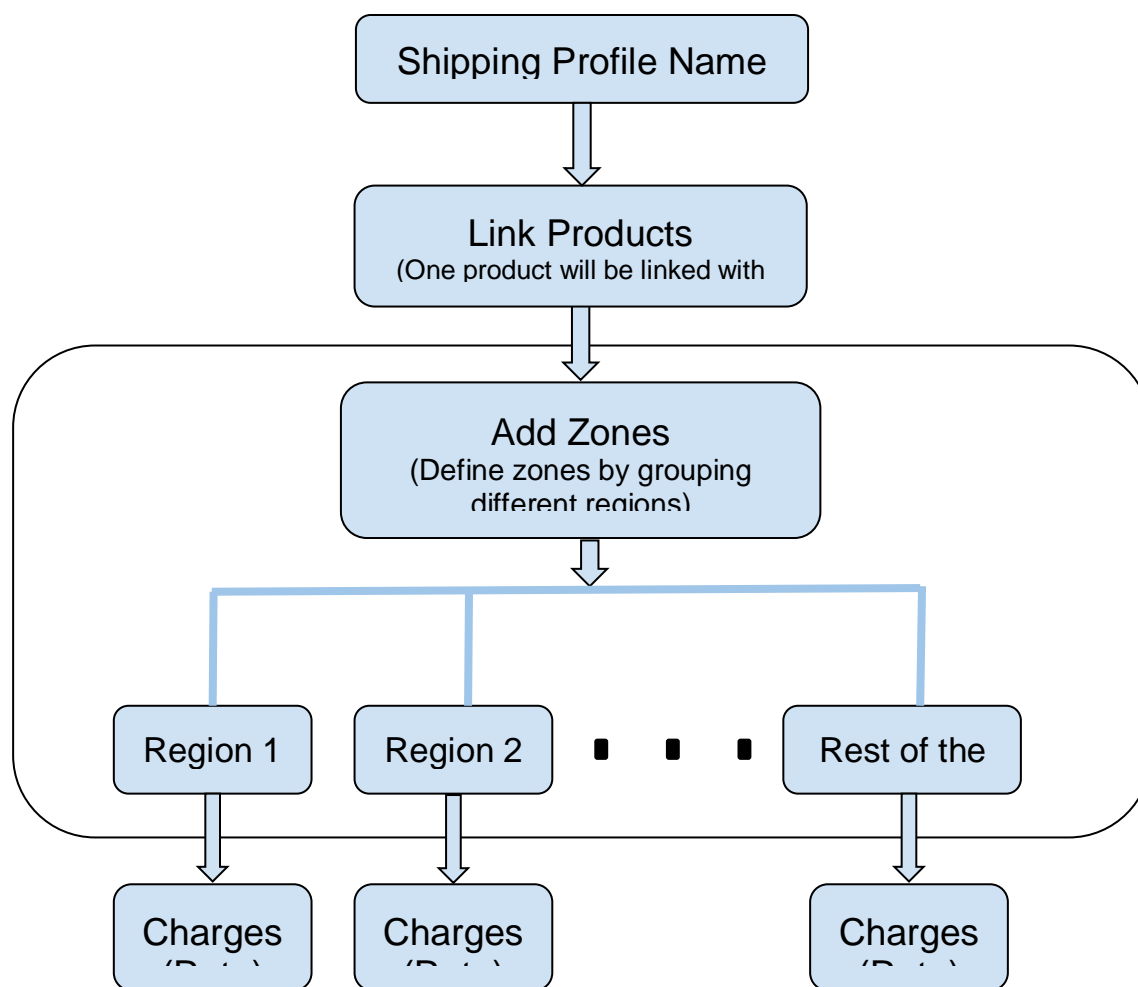 Shipping Profile Name
Link Products
(One product will be linked with
Add Zones
(Define zones by grouping
different regions)
Region 1
Region 2
Rest of the
Charges
Charges
Charges